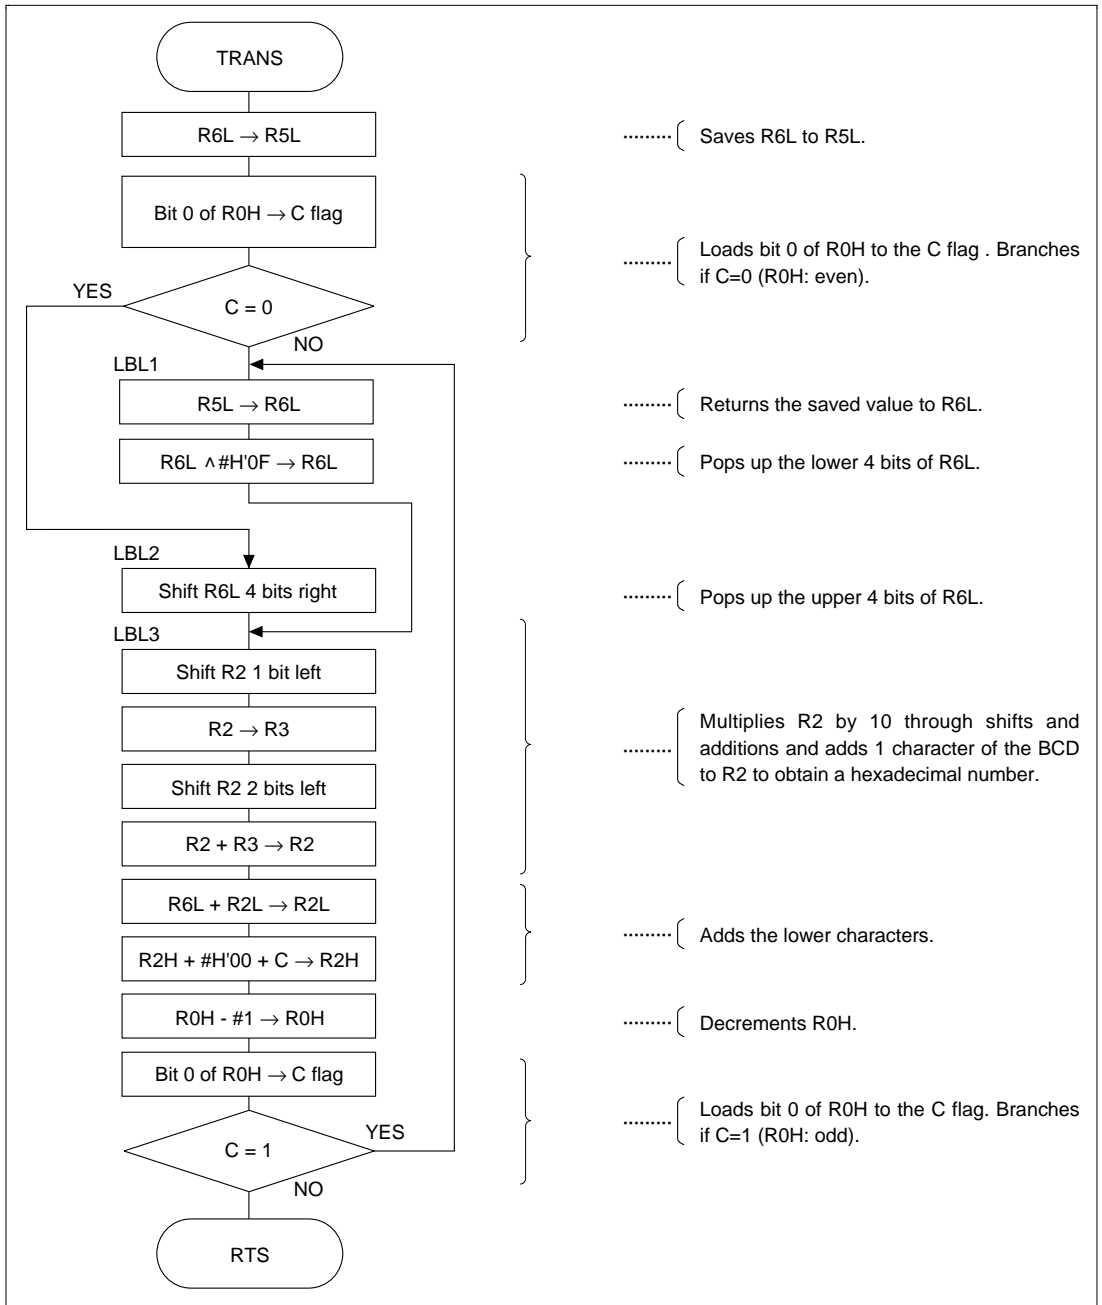 TRANS
R6L → R5L
Saves R6L to R5L.
Bit 0 of R0H → C flag
Loads bit 0 of R0H to the C flag . Branches
if C=0 (R0H: even).
YES
C = 0
NO
LBL1
R5L → R6L
Returns the saved value to R6L.
R6L ∧ #H'0F → R6L
Pops up the lower 4 bits of R6L.
LBL2
Shift R6L 4 bits right
Pops up the upper 4 bits of R6L.
LBL3
Shift R2 1 bit left
R2 → R3
Multiplies R2 by 10 through shifts and
additions and adds 1 character of the BCD
to R2 to obtain a hexadecimal number.
Shift R2 2 bits left
R2 + R3 → R2
R6L + R2L → R2L
Adds the lower characters.
R2H + #H'00 + C → R2H
R0H - #1 → R0H
Decrements R0H.
Bit 0 of R0H → C flag
Loads bit 0 of R0H to the C flag. Branches
if C=1 (R0H: odd).
YES
C = 1
NO
RTS